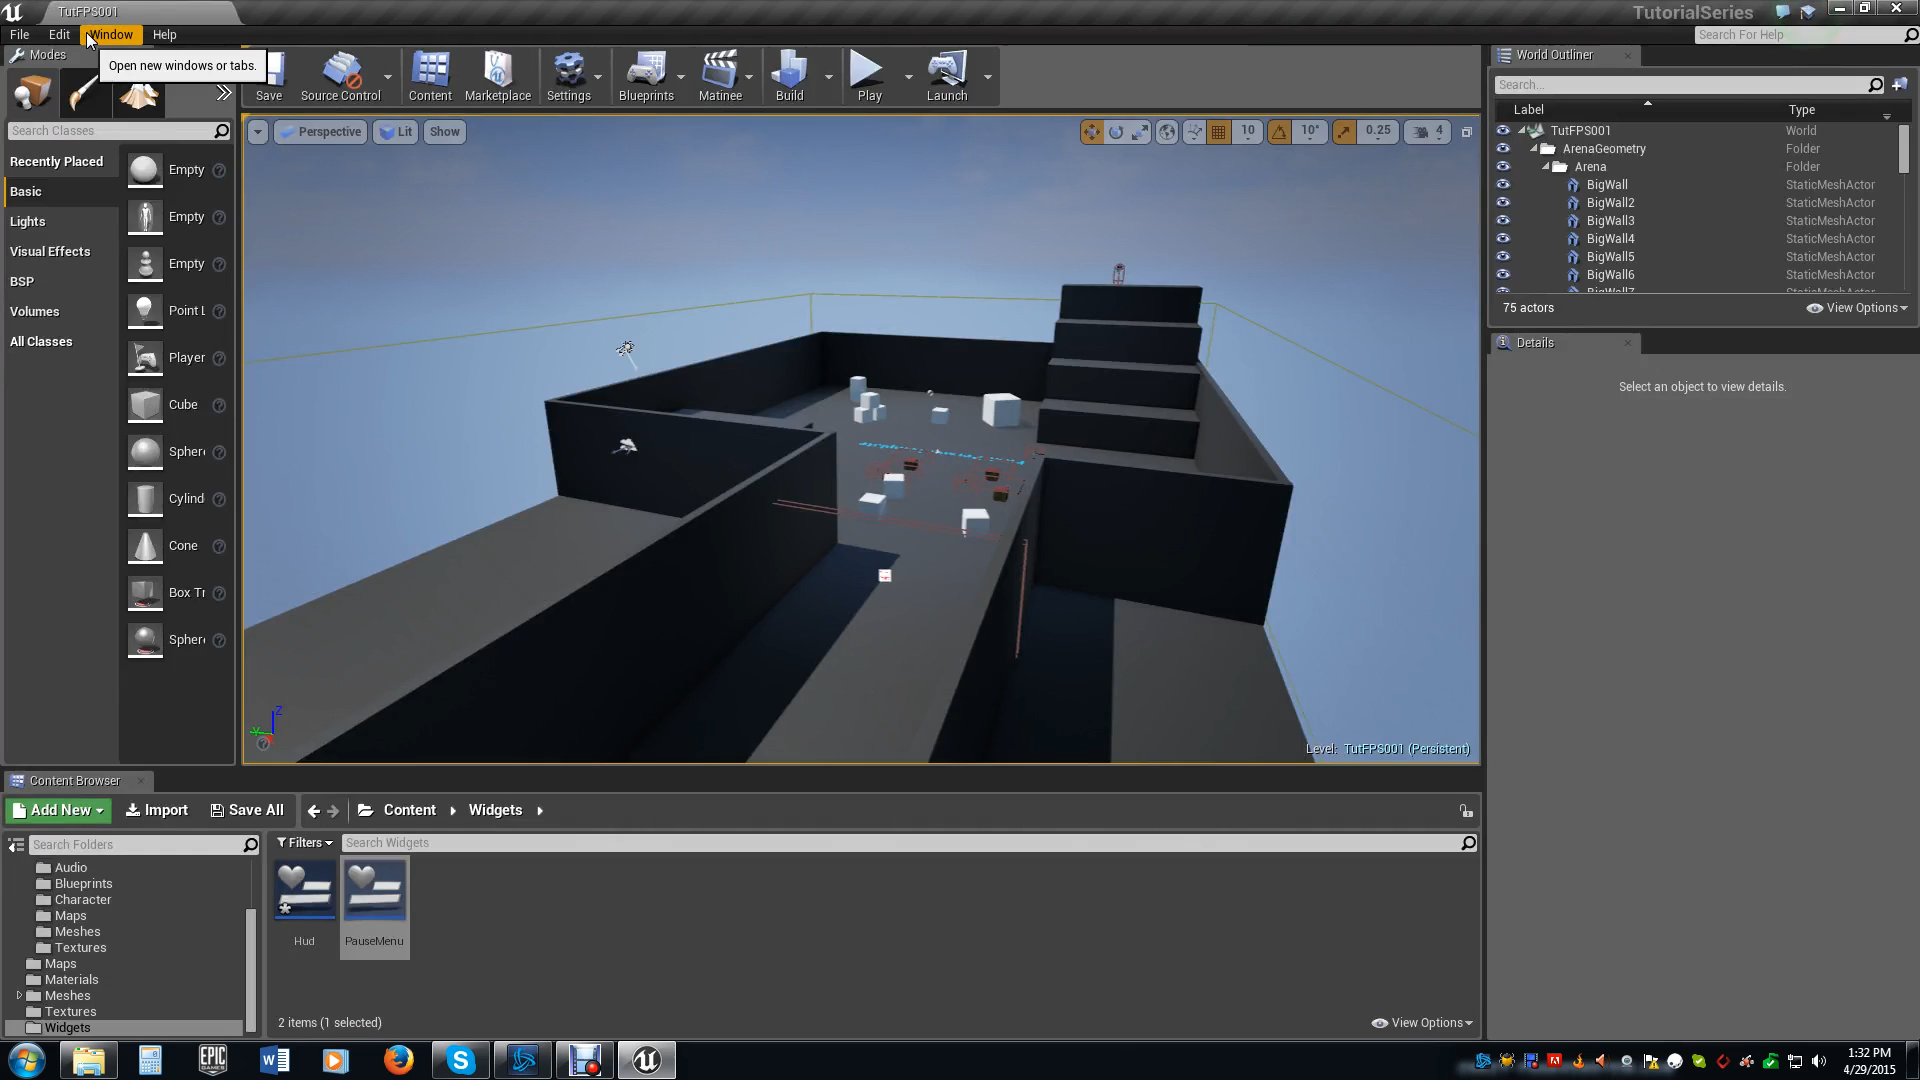 TutFPS001
TutorialSeries
File Edit Window Help
Search For Help
Modes
Open new windows or tabs.
Save
Source Control
Content
Marketplace
Settings
Blueprints
Matinee
Build
Play
Launch
World Outliner
Search...
Label
Type
Search Classes
Perspective
Lit
Show
10
10°
0.25
4
TutFPS001 World
ArenaGeometry Folder
Arena Folder
BigWall StaticMeshActor
BigWall2 StaticMeshActor
BigWall3 StaticMeshActor
BigWall4 StaticMeshActor
BigWall5 StaticMeshActor
BigWall6 StaticMeshActor
75 actors
View Options
Details
Select an object to view details.
Recently Placed
Basic
Lights
Visual Effects
BSP
Volumes
All Classes
Empty
Empty
Empty
Point L
Player
Cube
Sphere
Cylind
Cone
Box Tr
Sphere
Z
Level: TutFPS001 (Persistent)
Content Browser
Add New
Import
Save All
Content
Widgets
Search Folders
Filters
Search Widgets
Audio
Blueprints
Character
Maps
Meshes
Textures
Maps
Materials
Meshes
Textures
Widgets
Hud
PauseMenu
2 items (1 selected)
View Options
EPIC
GAMES
1:32 PM
4/29/2015